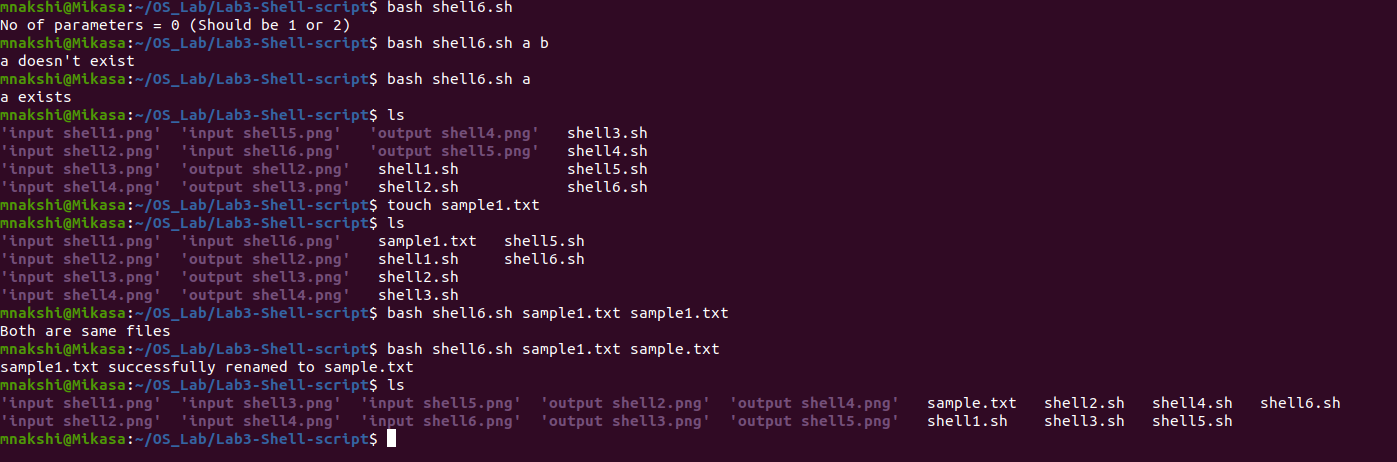 mnakshi@Mikasa:~/OS_Lab/Lab3-Shell-script$ bash shell6.sh
No of parameters = 0 (Should be 1 or 2)
mnakshi@Mikasa:~/OS_Lab/Lab3-Shell-script$ bash shell6.sh a b
a doesn't exist
mnakshi@Mikasa:~/OS_Lab/Lab3-Shell-script$ bash shell6.sh a
a exists
mnakshi@Mikasa:~/OS_Lab/Lab3-Shell-script$ ls
'input shell1.png'  'input shell5.png'   'output shell4.png'   shell3.sh
'input shell2.png'  'input shell6.png'   'output shell5.png'   shell4.sh
'input shell3.png'  'output shell2.png'   shell1.sh            shell5.sh
'input shell4.png'  'output shell3.png'   shell2.sh            shell6.sh
mnakshi@Mikasa:~/OS_Lab/Lab3-Shell-script$ touch sample1.txt
mnakshi@Mikasa:~/OS_Lab/Lab3-Shell-script$ ls
'input shell1.png'  'input shell6.png'    sample1.txt   shell5.sh
'input shell2.png'  'output shell2.png'   shell1.sh     shell6.sh
'input shell3.png'  'output shell3.png'   shell2.sh
'input shell4.png'  'output shell4.png'   shell3.sh
mnakshi@Mikasa:~/OS_Lab/Lab3-Shell-script$ bash shell6.sh sample1.txt sample1.txt
Both are same files
mnakshi@Mikasa:~/OS_Lab/Lab3-Shell-script$ bash shell6.sh sample1.txt sample.txt
sample1.txt successfully renamed to sample.txt
mnakshi@Mikasa:~/OS_Lab/Lab3-Shell-script$ ls
'input shell1.png'  'input shell3.png'  'input shell5.png'  'output shell2.png'  'output shell4.png'   sample.txt   shell2.sh   shell4.sh   shell6.sh
'input shell2.png'  'input shell4.png'  'input shell6.png'  'output shell3.png'  'output shell5.png'   shell1.sh    shell3.sh   shell5.sh
mnakshi@Mikasa:~/OS_Lab/Lab3-Shell-script$